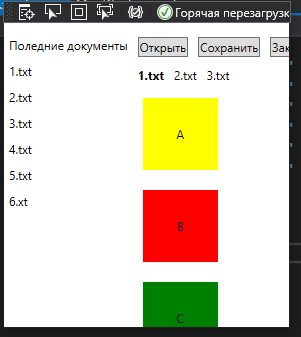 Горячая перезагрузк
Поледние документы
Открыть Сохранить Зак
1.txt 2.txt 3.txt
1.txt
2.txt
3.txt
4.txt
5.txt
6.xt
A
B
C